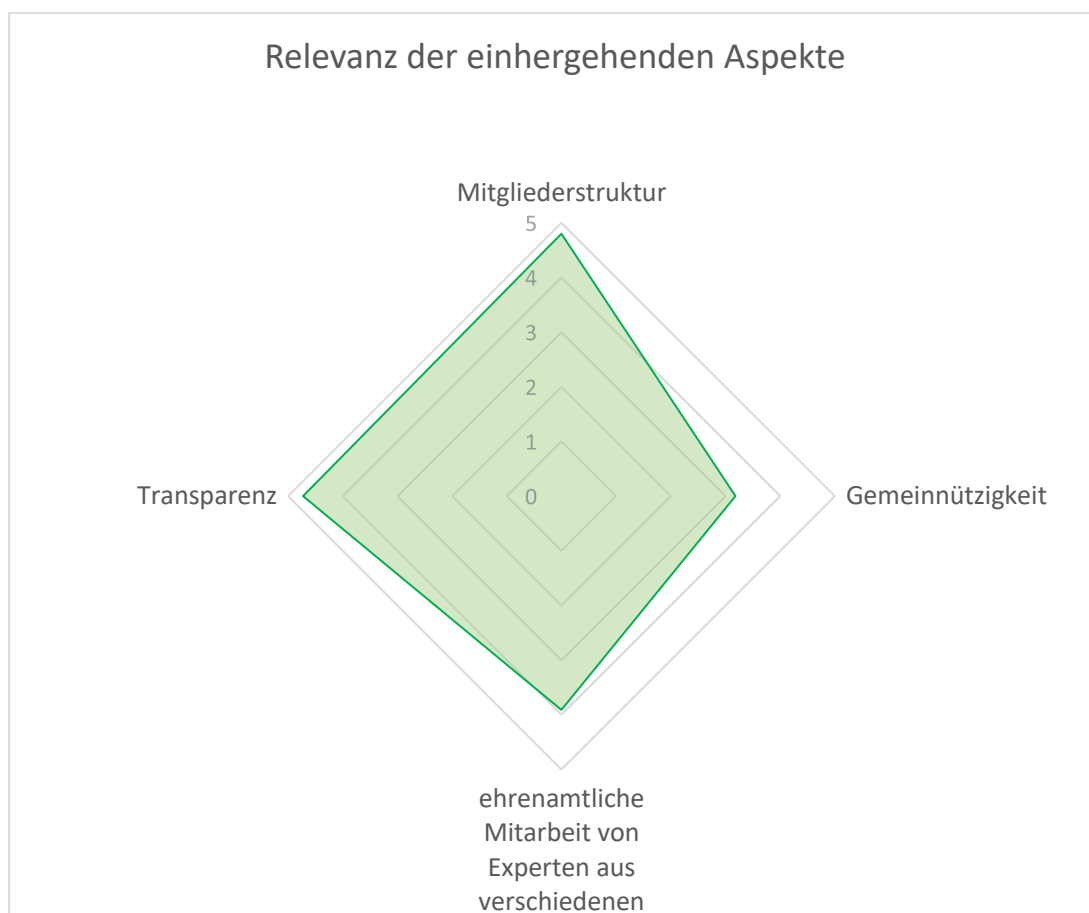 Relevanz der einhergehenden Aspekte
Mitgliederstruktur
5
4
3
2
1
0
Transparenz
Gemeinnützigkeit
ehrenamtliche
Mitarbeit von
Experten aus
verschiedenen